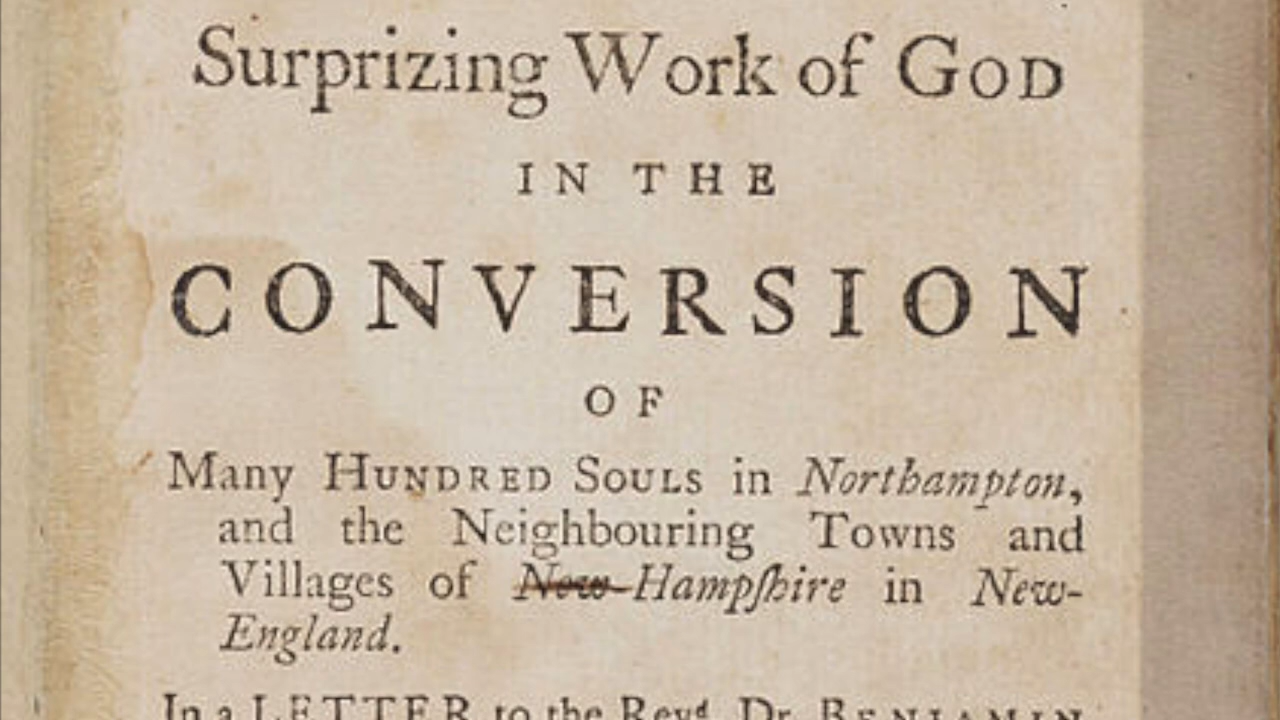 Surprizing Work of GOD
IN THE
CONVERSION
OF
Many HUNDRED SOULS in Northampton,
and the Neighbouring Towns and
Villages of New-Hampſhire in New-
England.
In a LETTER to the Revd. Dr. BENJAMIN